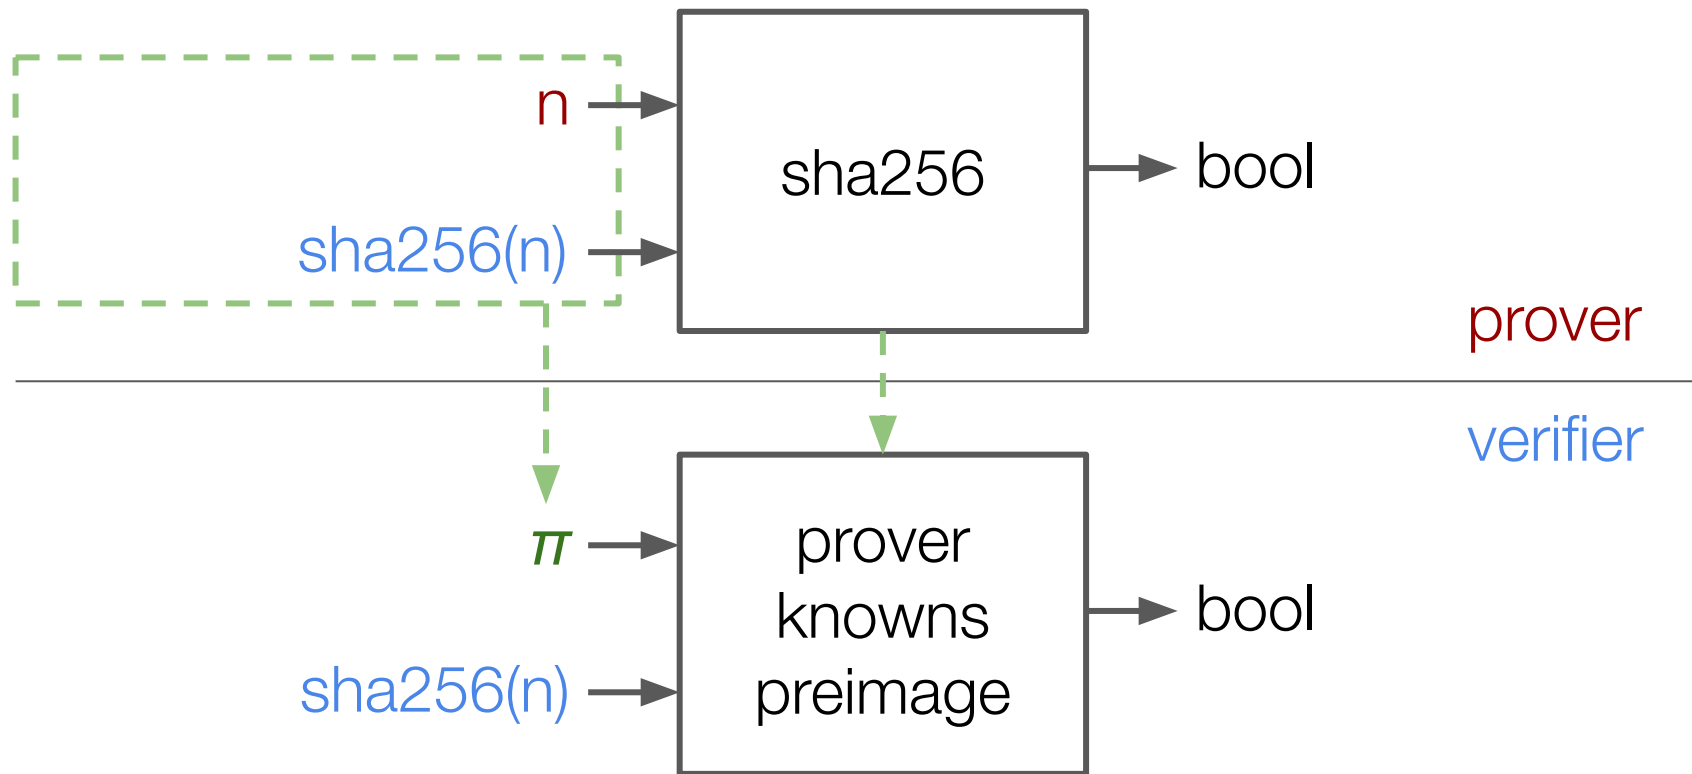 n
sha256
bool
sha256(n)
prover
verifier
π
prover
knowns
preimage
bool
sha256(n)